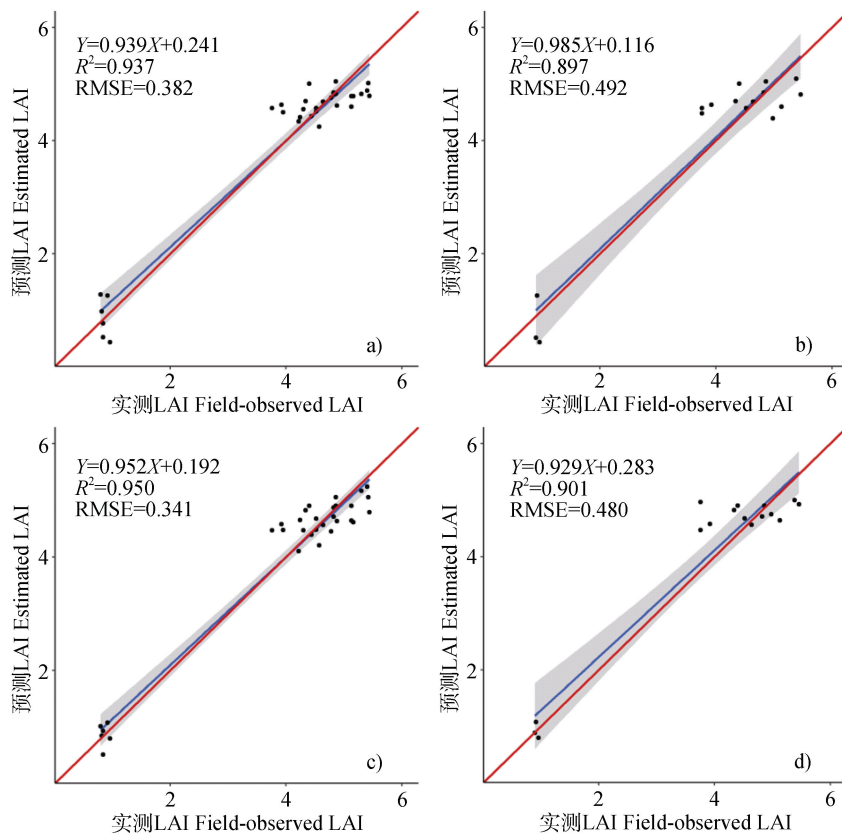 Y=0.939X+0.241
R²=0.937
RMSE=0.382
6
4
2
预测LAI Estimated LAI
a)
2
4
6
实测LAI Field-observed LAI
Y=0.985X+0.116
R²=0.897
RMSE=0.492
6
4
2
预测LAI Estimated LAI
b)
2
4
6
实测LAI Field-observed LAI
Y=0.952X+0.192
R²=0.950
RMSE=0.341
6
4
2
预测LAI Estimated LAI
c)
2
4
6
实测LAI Field-observed LAI
Y=0.929X+0.283
R²=0.901
RMSE=0.480
6
4
2
预测LAI Estimated LAI
d)
2
4
6
实测LAI Field-observed LAI